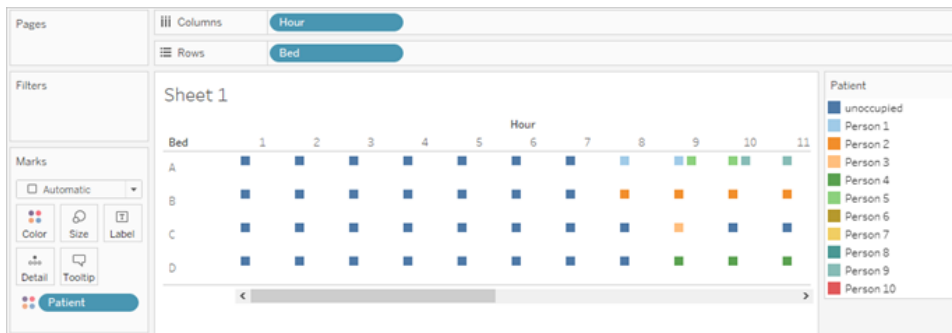 Pages
Columns
Hour
Rows
Bed
Filters
Marks
Automatic
Color
Size
Label
Detail
Tooltip
Patient
Sheet 1
Hour
Bed 1 2 3 4 5 6 7 8 9 10 11
A
B
C
D
Patient
unoccupied
Person 1
Person 2
Person 3
Person 4
Person 5
Person 6
Person 7
Person 8
Person 9
Person 10